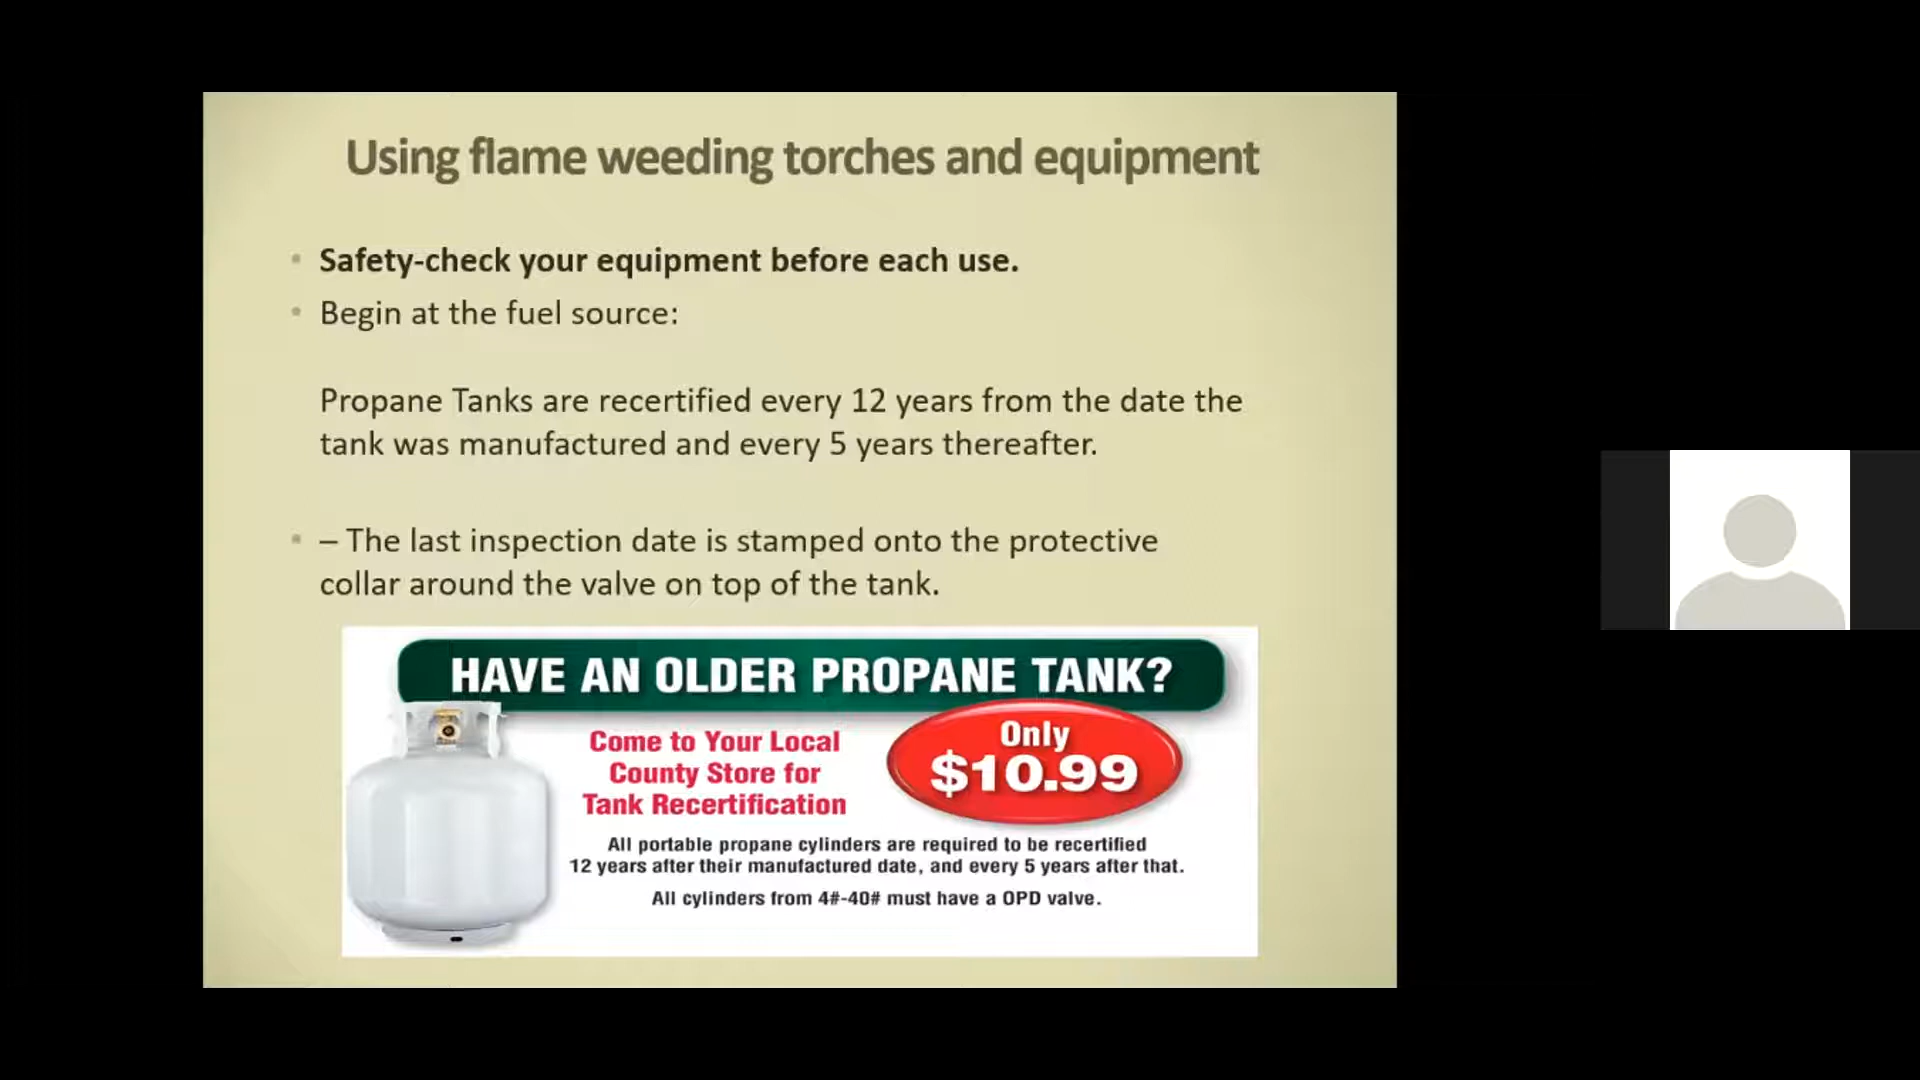 Using flame weeding torches and equipment
• Safety-check your equipment before each use.
• Begin at the fuel source:
Propane Tanks are recertified every 12 years from the date the
tank was manufactured and every 5 years thereafter.
• – The last inspection date is stamped onto the protective
collar around the valve on top of the tank.
HAVE AN OLDER PROPANE TANK?
Come to Your Local
County Store for
Tank Recertification
Only
$10.99
All portable propane cylinders are required to be recertified
12 years after their manufactured date, and every 5 years after that.
All cylinders from 4#-40# must have a OPD valve.